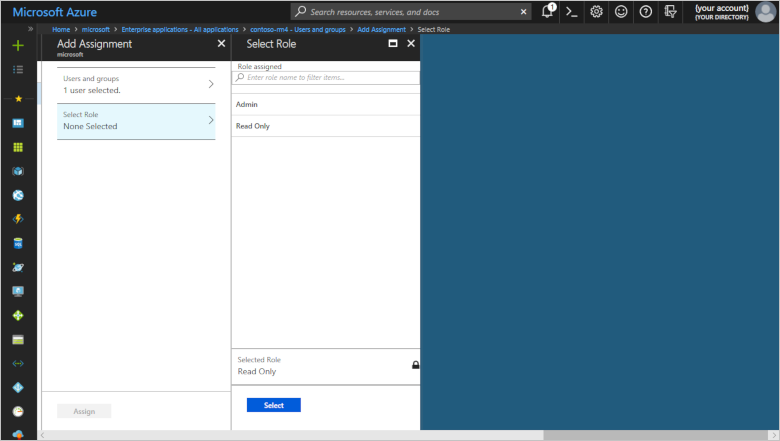 Microsoft Azure
Search resources, services, and docs
1
{your account}
{YOUR DIRECTORY}
Home > microsoft > Enterprise applications - All applications > contoso-rm4 - Users and groups > Add Assignment > Select Role
Add Assignment
microsoft
Users and groups
1 user selected.
Select Role
None Selected
Assign
Select Role
Role assigned
Enter role name to filter items...
Admin
Read Only
Selected Role
Read Only
Select